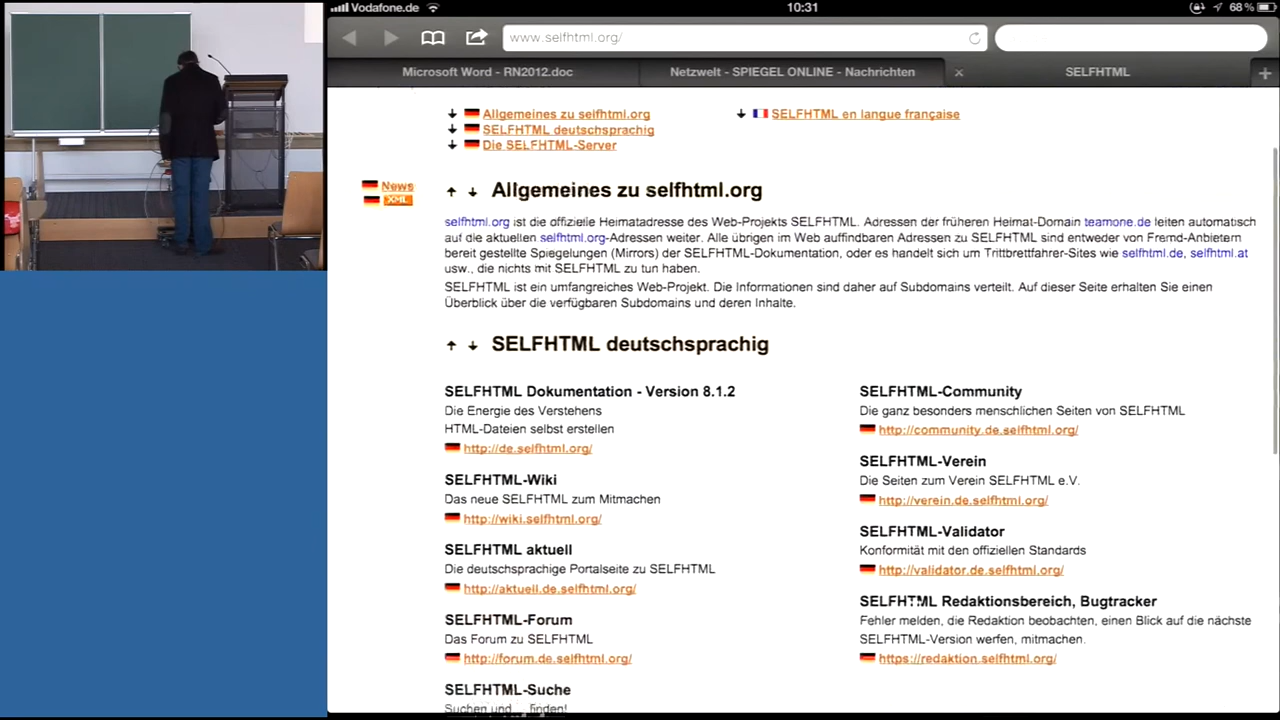 Vodafone.de
10:31
68 %
www.selfhtml.org/
Microsoft Word - RN2012.doc
Netzwelt - SPIEGEL ONLINE - Nachrichten
SELFHTML
Allgemeines zu selfhtml.org
SELFHTML en langue française
SELFHTML deutschsprachig
Die SELFHTML-Server
News
XML
Allgemeines zu selfhtml.org
selfhtml.org ist die offizielle Heimatadresse des Web-Projekts SELFHTML. Adressen der früheren Heimat-Domain teamone.de leiten automatisch
auf die aktuellen selfhtml.org-Adressen weiter. Alle übrigen im Web auffindbaren Adressen zu SELFHTML sind entweder von Fremd-Anbietern
bereit gestellte Spiegelungen (Mirrors) der SELFHTML-Dokumentation, oder es handelt sich um Trittbrettfahrer-Sites wie selfhtml.de, selfhtml.at
usw., die nichts mit SELFHTML zu tun haben.
SELFHTML ist ein umfangreiches Web-Projekt. Die Informationen sind daher auf Subdomains verteilt. Auf dieser Seite erhalten Sie einen
Überblick über die verfügbaren Subdomains und deren Inhalte.
SELFHTML deutschsprachig
SELFHTML Dokumentation - Version 8.1.2
Die Energie des Verstehens
HTML-Dateien selbst erstellen
http://de.selfhtml.org/
SELFHTML-Wiki
Das neue SELFHTML zum Mitmachen
http://wiki.selfhtml.org/
SELFHTML aktuell
Die deutschsprachige Portalseite zu SELFHTML
http://aktuell.de.selfhtml.org/
SELFHTML-Forum
Das Forum zu SELFHTML
http://forum.de.selfhtml.org/
SELFHTML-Suche
Suchen und ... finden!
SELFHTML-Community
Die ganz besonders menschlichen Seiten von SELFHTML
http://community.de.selfhtml.org/
SELFHTML-Verein
Die Seiten zum Verein SELFHTML e.V.
http://verein.de.selfhtml.org/
SELFHTML-Validator
Konformität mit den offiziellen Standards
http://validator.de.selfhtml.org/
SELFHTML Redaktionsbereich, Bugtracker
Fehler melden, die Redaktion beobachten, einen Blick auf die nächste
SELFHTML-Version werfen, mitmachen.
https://redaktion.selfhtml.org/